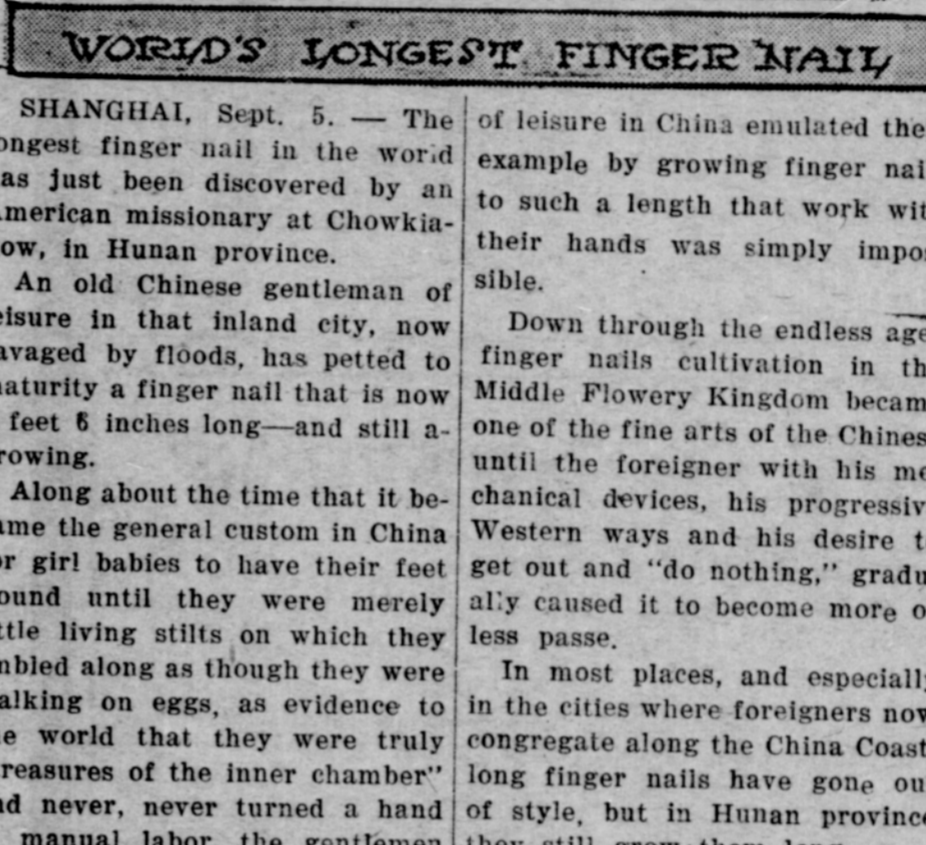 WORLD'S LONGEST FINGER NAIL
SHANGHAI, Sept. 5. — The
ongest finger nail in the world
as just been discovered by an
merican missionary at Chowkia-
ow, in Hunan province.
An old Chinese gentleman of
eisure in that inland city, now
avaged by floods, has petted to
aturity a finger nail that is now
feet 6 inches long—and still a-
rowing.
Along about the time that it be-
ame the general custom in China
or girl babies to have their feet
ound until they were merely
ttle living stilts on which they
mbled along as though they were
alking on eggs, as evidence to
e world that they were truly
reasures of the inner chamber"
nd never, never turned a hand
manual labor, the gentlemen
of leisure in China emulated the
example by growing finger nai
to such a length that work wit
their hands was simply impos
sible.
Down through the endless age
finger nails cultivation in th
Middle Flowery Kingdom becam
one of the fine arts of the Chines
until the foreigner with his me
chanical devices, his progressiv
Western ways and his desire t
get out and "do nothing," gradu
ally caused it to become more o
less passe.
In most places, and especially
in the cities where foreigners now
congregate along the China Coast
long finger nails have gone ou
of style, but in Hunan province
they still grow them long